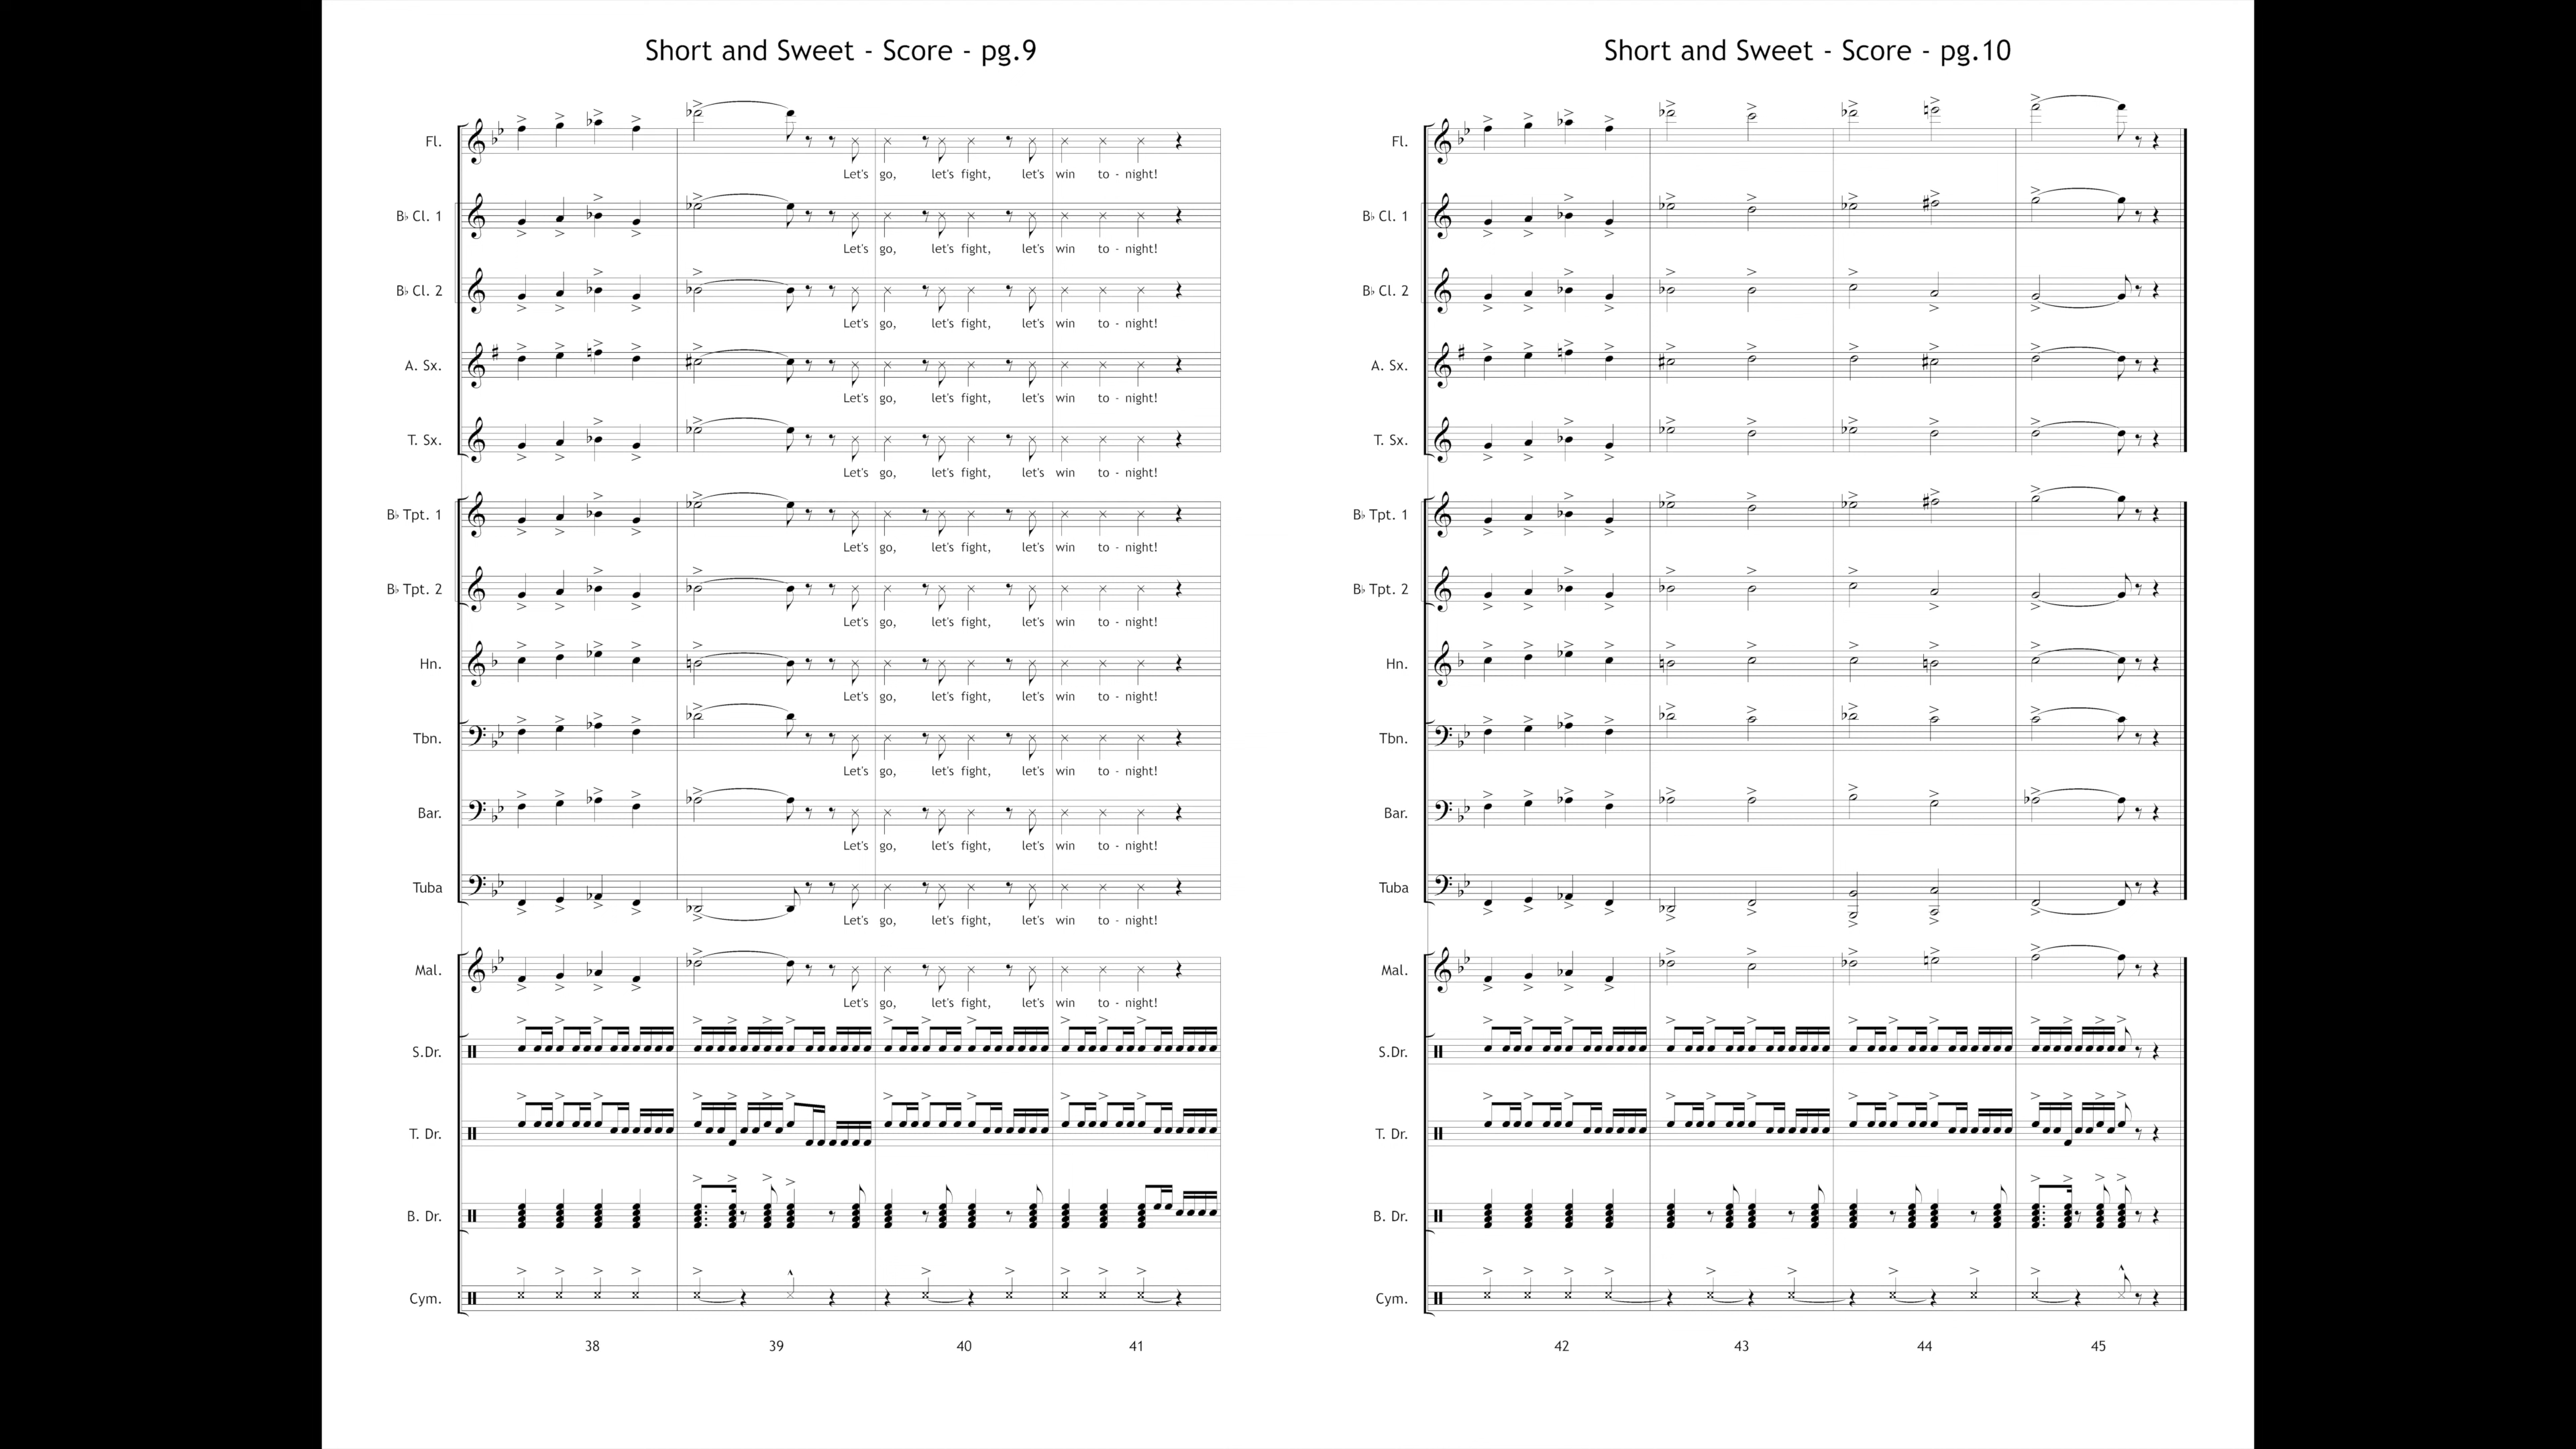 Short and Sweet - Score - pg.9
Fl.
Let's go, let's fight, let's win to - night!
B♭ Cl. 1
Let's go, let's fight, let's win to - night!
B♭ Cl. 2
Let's go, let's fight, let's win to - night!
A. Sx.
Let's go, let's fight, let's win to - night!
T. Sx.
Let's go, let's fight, let's win to - night!
B♭ Tpt. 1
Let's go, let's fight, let's win to - night!
B♭ Tpt. 2
Let's go, let's fight, let's win to - night!
Hn.
Let's go, let's fight, let's win to - night!
Tbn.
Let's go, let's fight, let's win to - night!
Bar.
Let's go, let's fight, let's win to - night!
Tuba
Let's go, let's fight, let's win to - night!
Mal.
Let's go, let's fight, let's win to - night!
S.Dr.
T. Dr.
B. Dr.
Cym.
38 39 40 41
Short and Sweet - Score - pg.10
Fl.
B♭ Cl. 1
B♭ Cl. 2
A. Sx.
T. Sx.
B♭ Tpt. 1
B♭ Tpt. 2
Hn.
Tbn.
Bar.
Tuba
Mal.
S.Dr.
T. Dr.
B. Dr.
Cym.
42 43 44 45